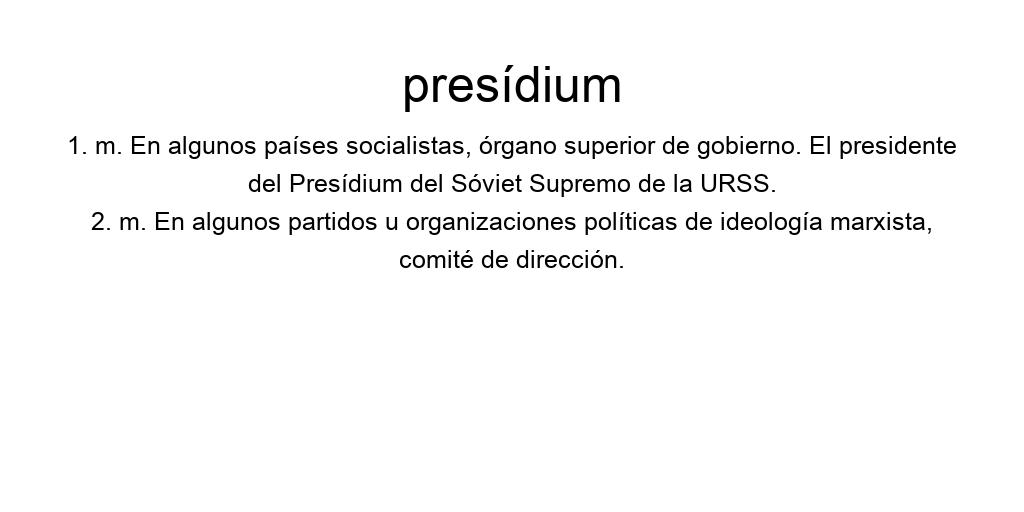 presídium
1. m. En algunos países socialistas, órgano superior de gobierno. El presidente
del Presídium del Sóviet Supremo de la URSS.
2. m. En algunos partidos u organizaciones políticas de ideología marxista,
comité de dirección.